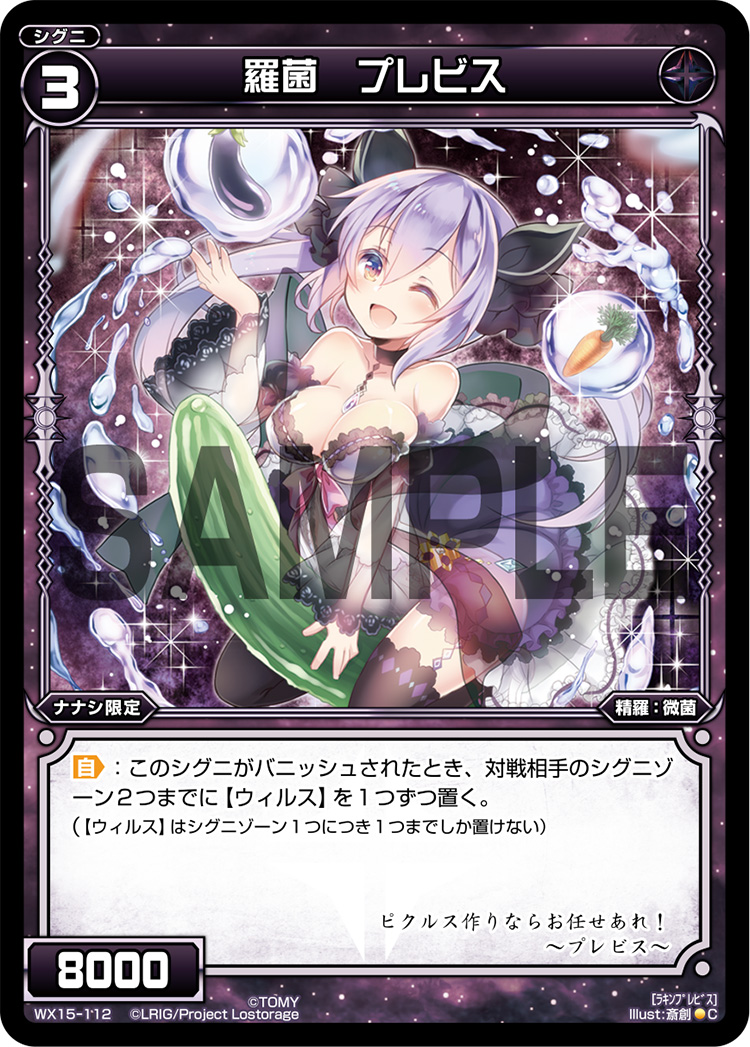 シグニ
3
羅菌 プレビス
SAMPLE
ナナシ限定
精羅:微菌
自:このシグニがバニッシュされたとき、対戦相手のシグニゾ
ーン2つまでに【ウィルス】を1つずつ置く。
(【ウィルス】はシグニゾーン1つにつき1つまでしか置けない)
ピクルス作りならお任せあれ!
~プレビス~
8000
©TOMY
[ラキンプレビス]
WX15-112 ©LRIG/Project Lostorage
Illust:斎創 C